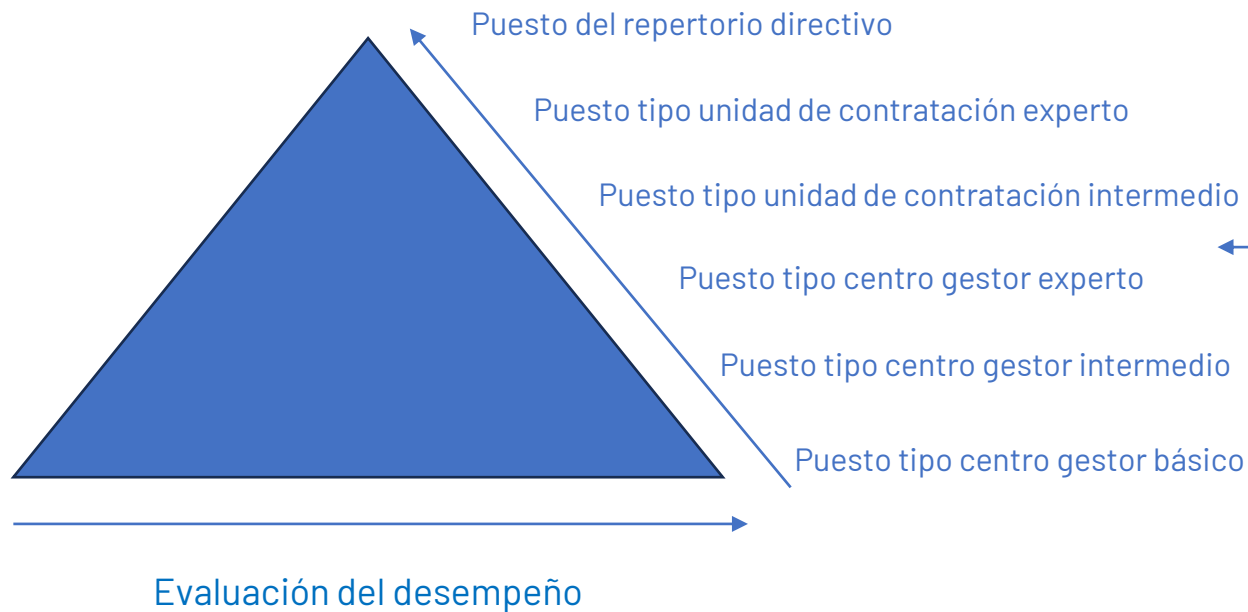 Puesto del repertorio directivo
Puesto tipo unidad de contratación experto
Puesto tipo unidad de contratación intermedio
Puesto tipo centro gestor experto
Puesto tipo centro gestor intermedio
Puesto tipo centro gestor básico
Evaluación del desempeño